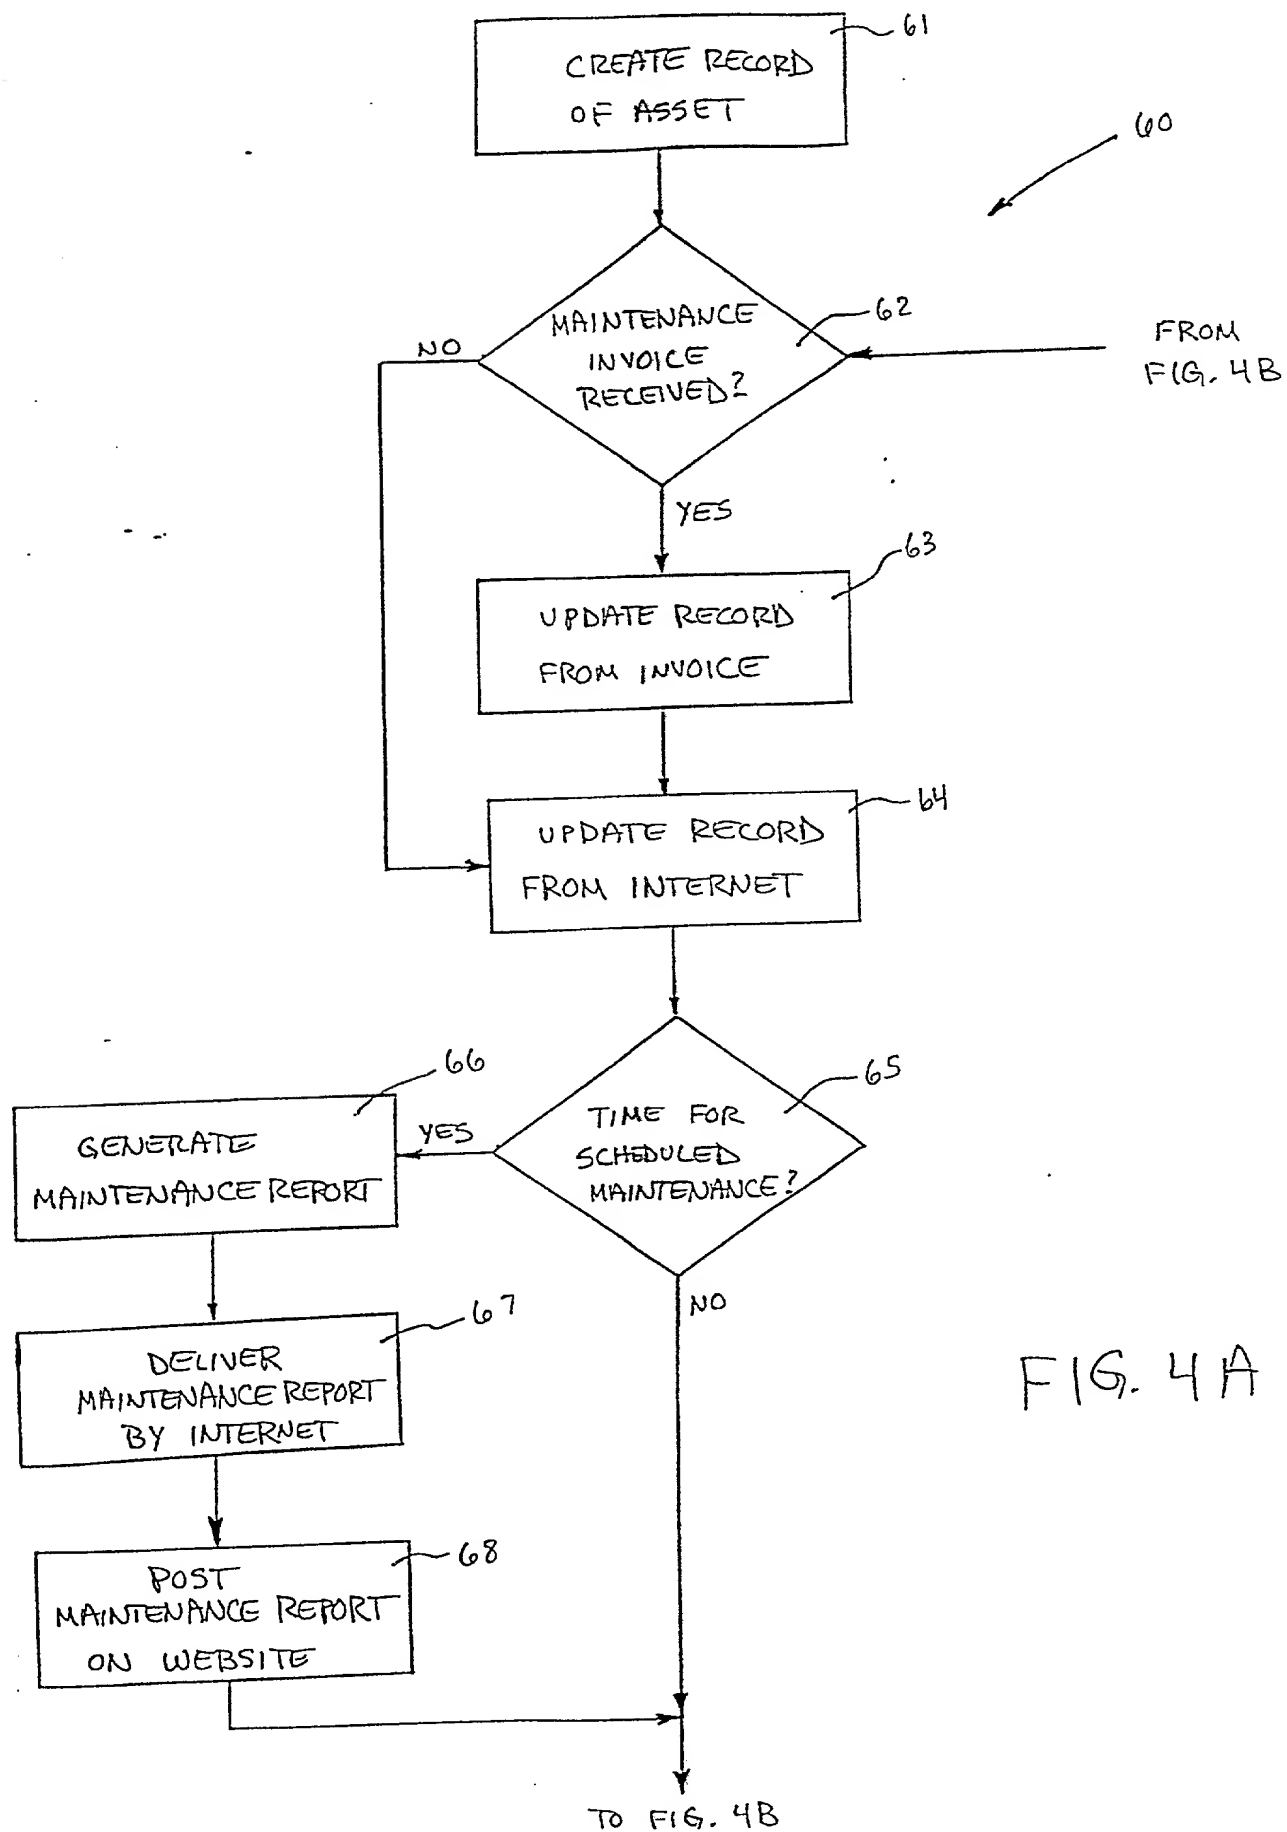 61
CREATE RECORD
OF ASSET
60
62
MAINTENANCE
INVOICE
RECEIVED?
NO
FROM
FIG. 4B
YES
63
UPDATE RECORD
FROM INVOICE
64
UPDATE RECORD
FROM INTERNET
65
TIME FOR
SCHEDULED
MAINTENANCE?
YES
66
GENERATE
MAINTENANCE REPORT
NO
67
DELIVER
MAINTENANCE REPORT
BY INTERNET
FIG. 4A
68
POST
MAINTENANCE REPORT
ON WEBSITE
TO FIG. 4B